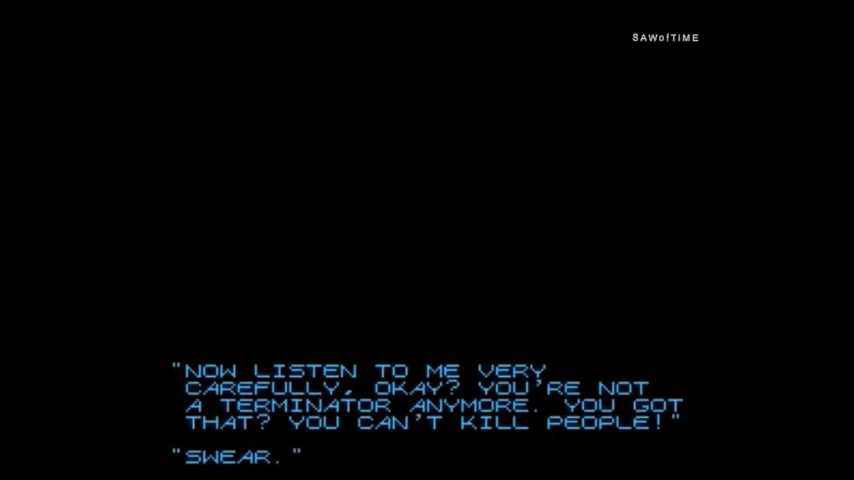 SAWofTIME
"NOW LISTEN TO ME VERY
CAREFULLY, OKAY? YOU'RE NOT
A TERMINATOR ANYMORE. YOU GOT
THAT? YOU CAN'T KILL PEOPLE!"
"SWEAR."